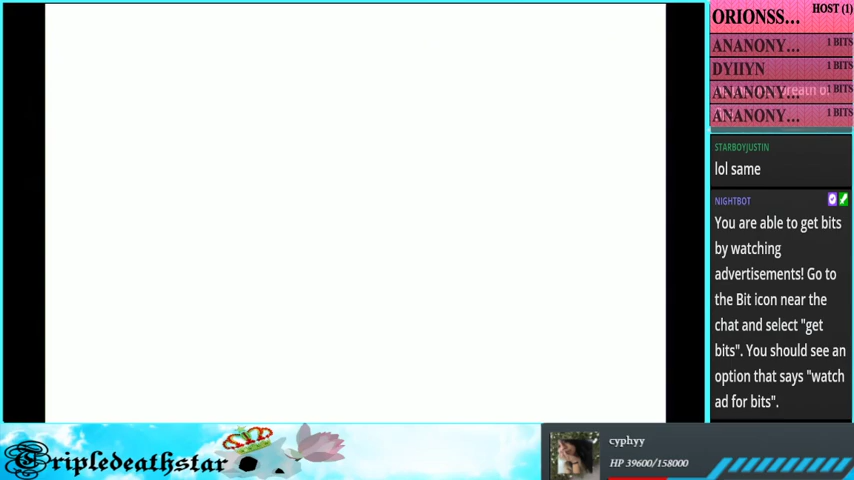 ORIONSS... HOST (1)
ANANONY... 1 BITS
DYIIYN 1 BITS
ANANONY... 1 BITS
ANANONY... 1 BITS
STARBOYJUSTIN
lol same
NIGHTBOT
You are able to get bits
by watching
advertisements! Go to
the Bit icon near the
chat and select "get
bits". You should see an
option that says "watch
ad for bits".
Tripledeathstar
cyphyy
HP 39600/158000